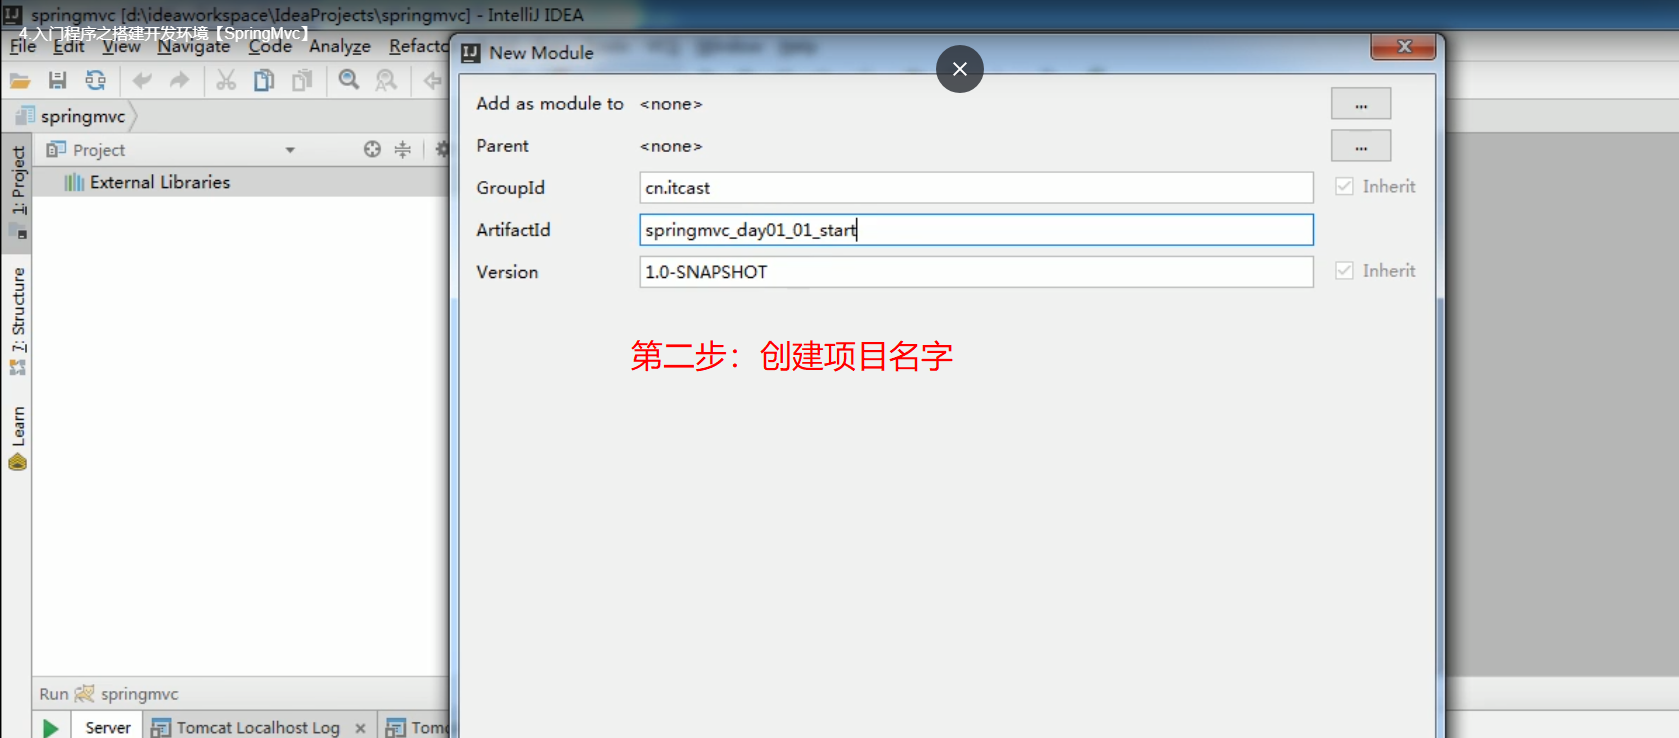 springmvc [d:\ideaworkspace\IdeaProjects\springmvc] - IntelliJ IDEA
4.入门程序之搭建开发环境【SpringMvc】
File Edit View Navigate Code Analyze Refacto
New Module
springmvc
Add as module to <none> ...
Project
Parent <none> ...
External Libraries
GroupId cn.itcast Inherit
ArtifactId springmvc_day01_01_start
Version 1.0-SNAPSHOT Inherit
1: Project
7: Structure
Learn
第二步：创建项目名字
Run springmvc
Server Tomcat Localhost Log Tomc